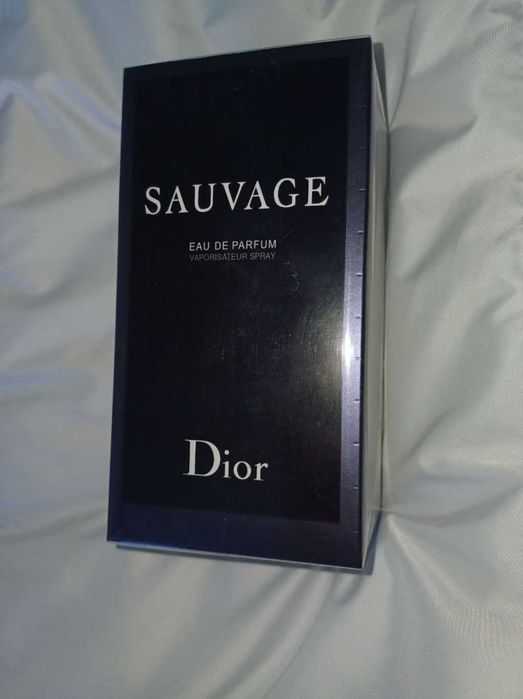 SAUVAGE
EAU DE PARFUM
VAPORISATEUR SPRAY
Dior